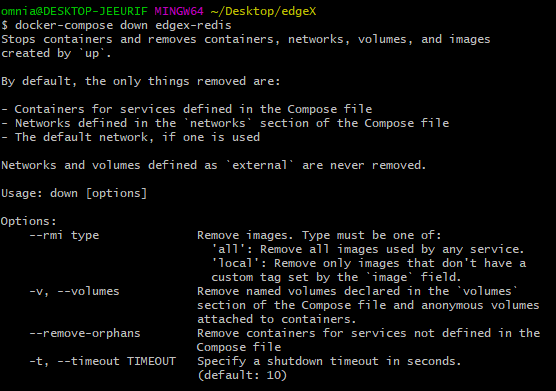 omnia@DESKTOP-JEEURIF MINGW64 ~/Desktop/edgeX
$ docker-compose down edgex-redis
Stops containers and removes containers, networks, volumes, and images
created by `up`.

By default, the only things removed are:

- Containers for services defined in the Compose file
- Networks defined in the `networks` section of the Compose file
- The default network, if one is used

Networks and volumes defined as `external` are never removed.

Usage: down [options]

Options:
    --rmi type              Remove images. Type must be one of:
                              'all': Remove all images used by any service.
                              'local': Remove only images that don't have a
                              custom tag set by the `image` field.
    -v, --volumes           Remove named volumes declared in the `volumes`
                            section of the Compose file and anonymous volumes
                            attached to containers.
    --remove-orphans        Remove containers for services not defined in the
                            Compose file
    -t, --timeout TIMEOUT   Specify a shutdown timeout in seconds.
                            (default: 10)